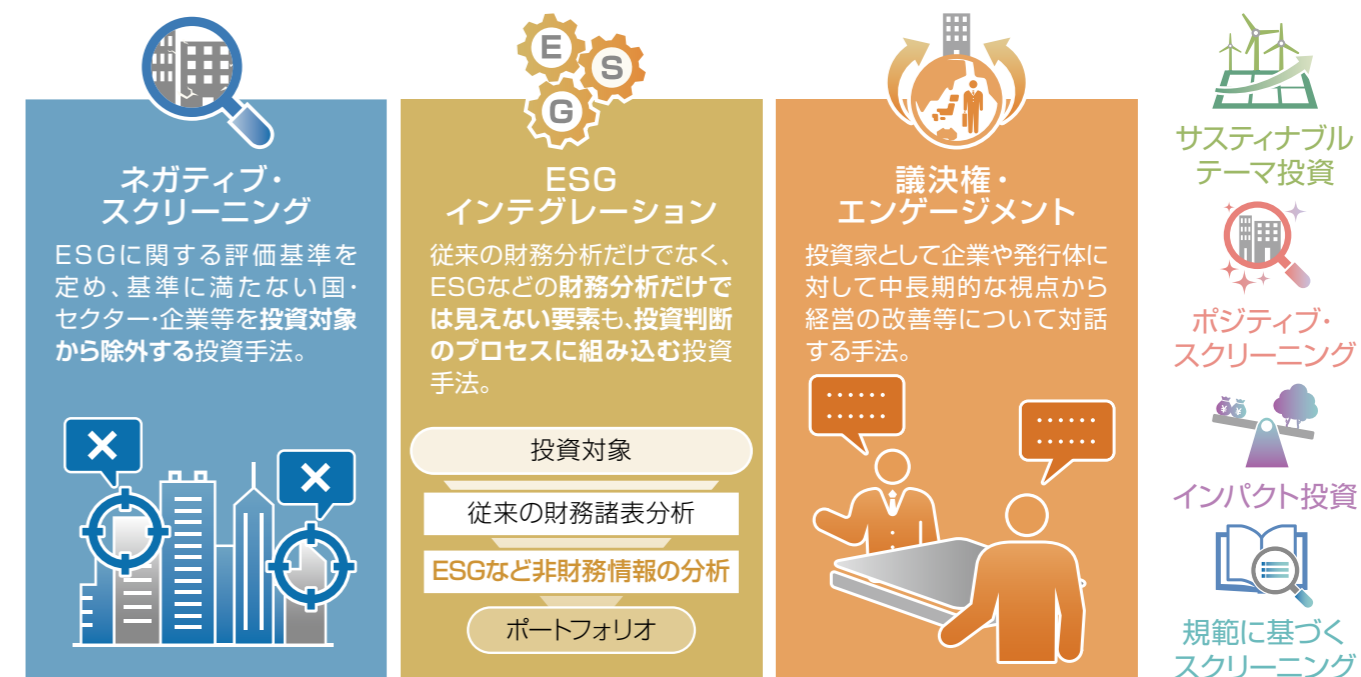 ネガティブ・
スクリーニング
ESGに関する評価基準を
定め、基準に満たない国・
セクター・企業等を投資対象
から除外する投資手法。
×
×
E
S
G
ESG
インテグレーション
従来の財務分析だけでなく、
ESGなどの財務分析だけで
は見えない要素も、投資判断
のプロセスに組み込む投資
手法。
投資対象
従来の財務諸表分析
ESGなど非財務情報の分析
ポートフォリオ
議決権・
エンゲージメント
投資家として企業や発行体に
対して中長期的な視点から
経営の改善等について対話
する手法。
……
……
……
……
サスティナブル
テーマ投資
ポジティブ・
スクリーニング
¥ ¥
インパクト投資
規範に基づく
スクリーニング